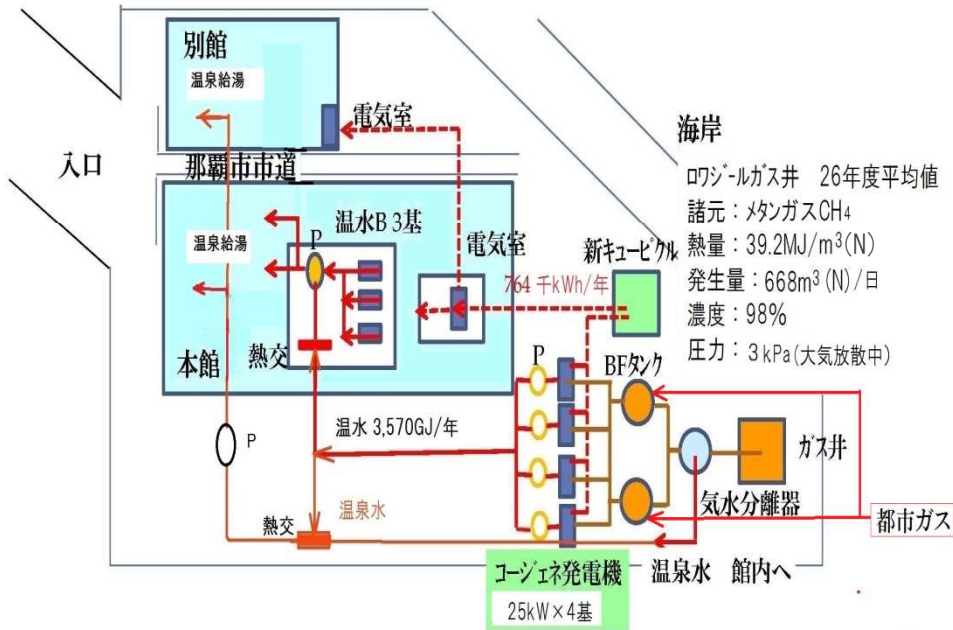 別館
温泉給湯
電気室
入口
那覇市市道
海岸
ロワジールガス井 26年度平均値
諸元:メタンガスCH₄
熱量:39.2MJ/m³(N)
発生量:668m³(N)/日
濃度:98%
圧力:3kPa(大気放散中)
温水B 3基
P
電気室
新キュービクル
温泉給湯
764千kWh/年
本館
熱交
P
BFタンク
P
温水 3,570GJ/年
ガス井
気水分離器
温泉水
熱交
都市ガス
コージェネ発電機
25kW×4基
温泉水 館内へ